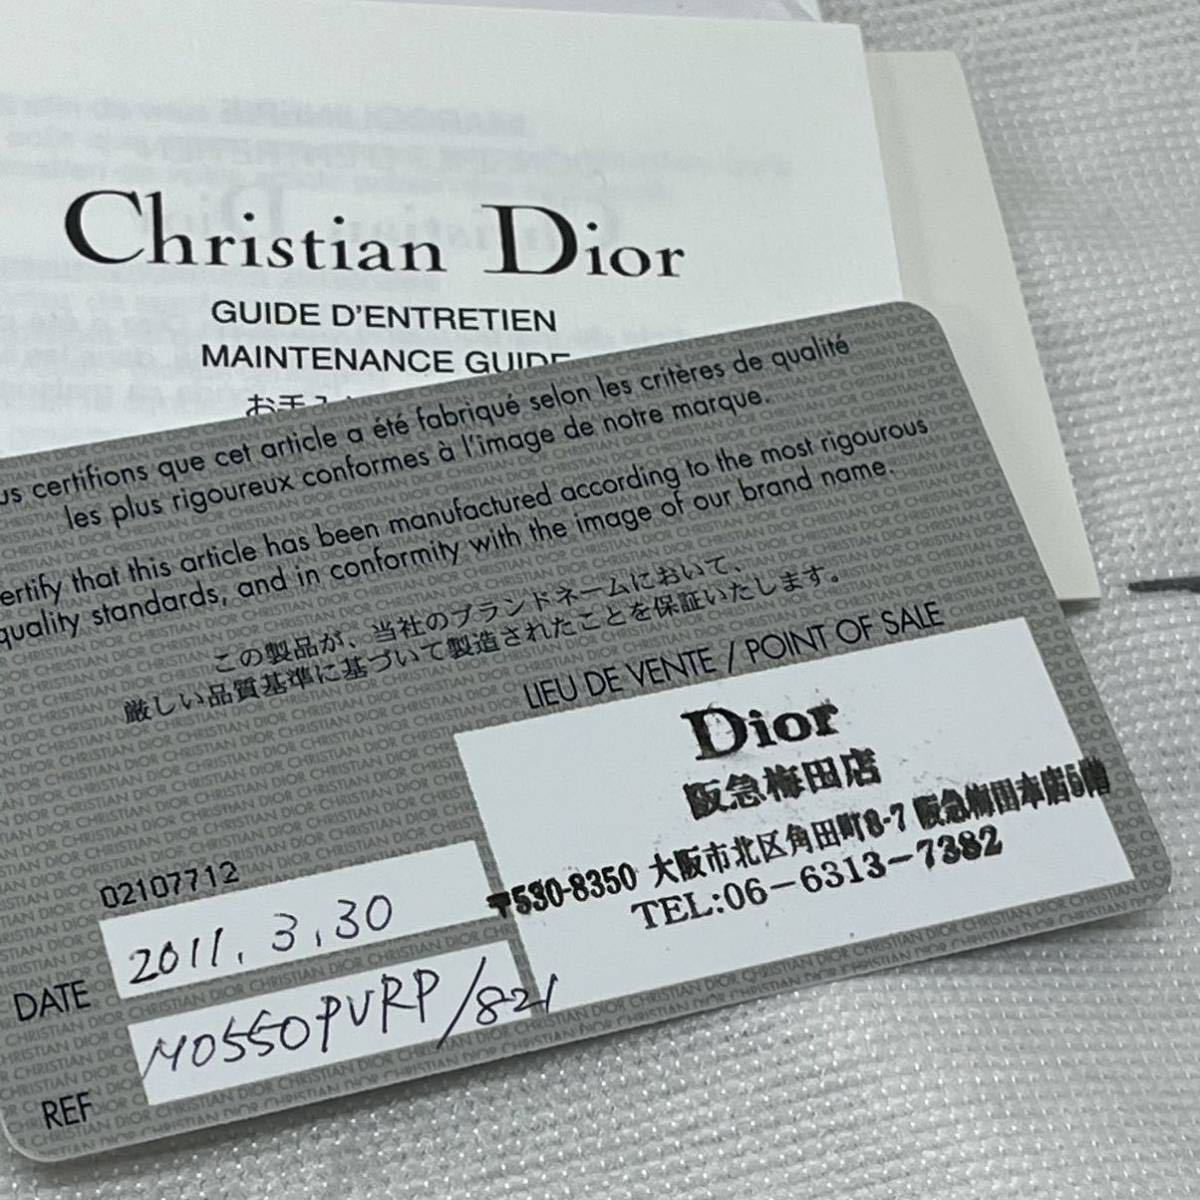 Christian Dior
GUIDE D'ENTRETIEN
MAINTENANCE GUIDE
お手入
certifions que cet article a été fabriqué selon les critères de qualité
les plus rigoureux conformes à l'image de notre marque.
that this article has been manufactured according to the most rigourous
quality standards, and in conformity with the image of our brand name.
この製品が、当社のブランドネームにおいて、
厳しい品質基準に基づいて製造されたことを保証いたします。
LIEU DE VENTE / POINT OF SALE
Dior
阪急梅田店
〒530-8350 大阪市北区角田町8-7 阪急梅田本店5階
TEL:06-6313-7382
02107712
DATE 2011.3.30
REF M0550PVRP/821